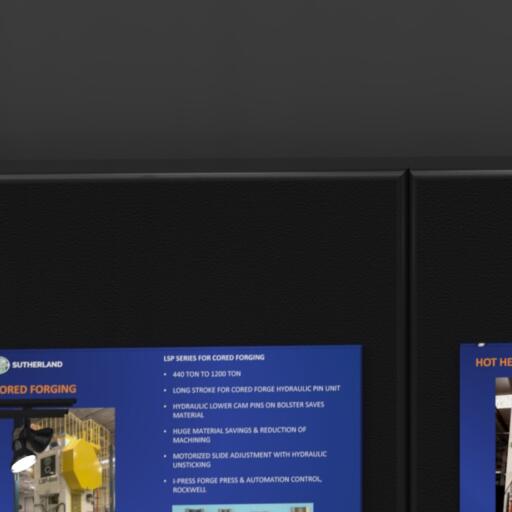 SUTHERLAND
ORED FORGING
LSP SERIES FOR CORED FORGING
• 440 TON TO 1200 TON
• LONG STROKE FOR CORED FORGE HYDRAULIC PIN UNIT
• HYDRAULIC LOWER CAM PINS ON BOLSTER SAVES
MATERIAL
• HUGE MATERIAL SAVINGS & REDUCTION OF
MACHINING
• MOTORIZED SLIDE ADJUSTMENT WITH HYDRAULIC
UNSTICKING
• I-PRESS FORGE PRESS & AUTOMATION CONTROL,
ROCKWELL
HOT HE